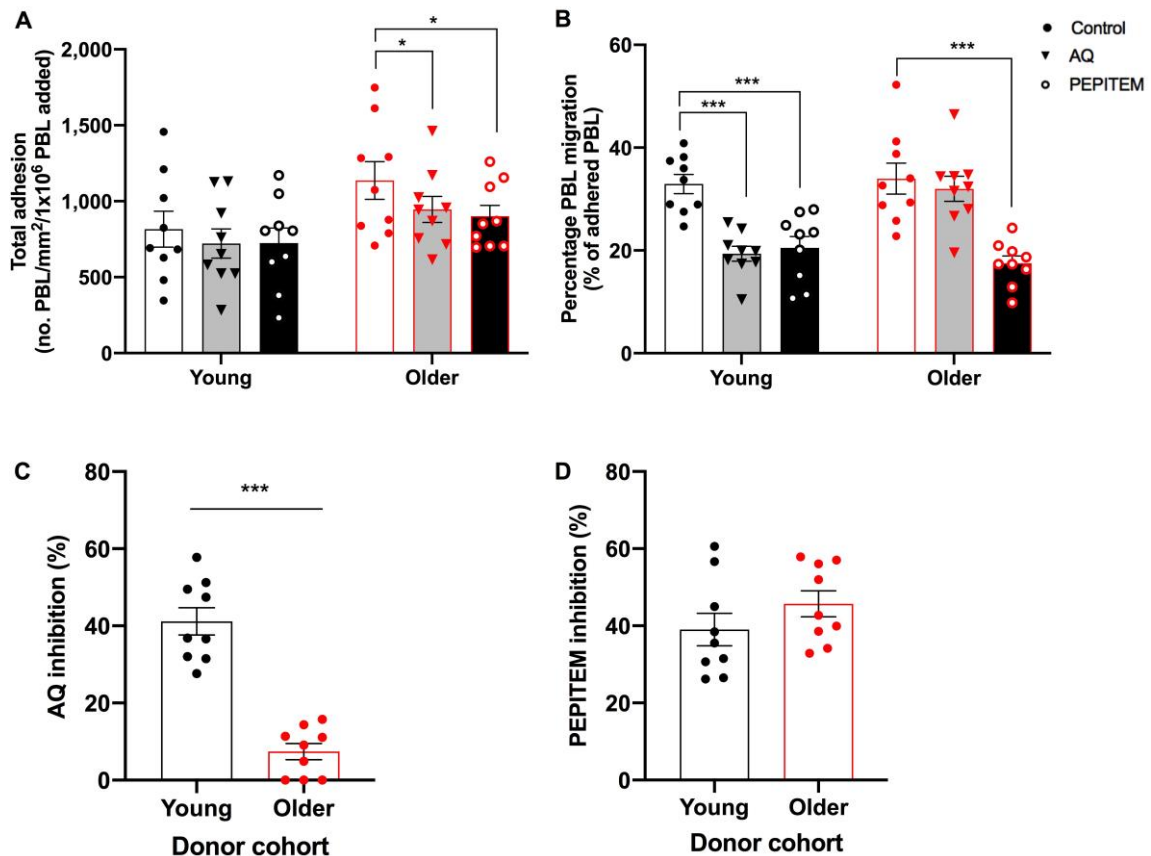 A
Total adhesion
(no. PBL/mm²/1x10⁶ PBL added)
2,000
1,500
1,000
500
0
*
*
Young
Older
B
Percentage PBL migration
(% of adhered PBL)
60
40
20
0
***
***
***
Young
Older
Control
AQ
PEPITEM
C
AQ inhibition (%)
80
60
40
20
0
***
Young
Older
Donor cohort
D
PEPITEM inhibition (%)
80
60
40
20
0
Young
Older
Donor cohort